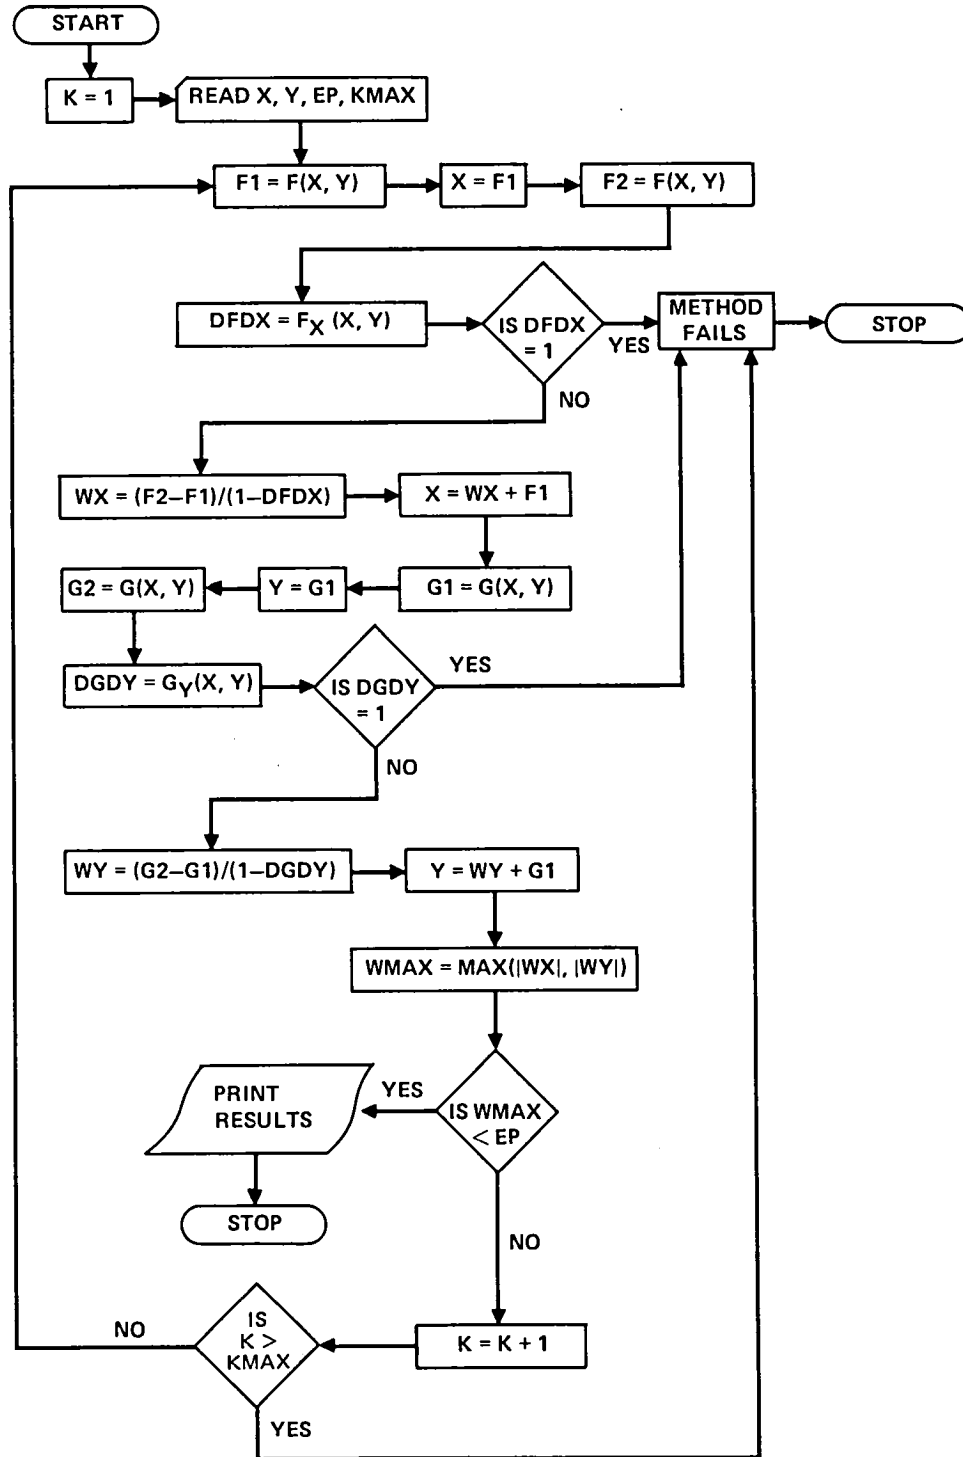 START
K = 1
READ X, Y, EP, KMAX
F1 = F(X, Y)
X = F1
F2 = F(X, Y)
DFDX = FX (X, Y)
IS DFDX
= 1
YES
METHOD
FAILS
STOP
NO
WX = (F2–F1)/(1–DFDX)
X = WX + F1
G2 = G(X, Y)
Y = G1
G1 = G(X, Y)
DGDY = GY(X, Y)
IS DGDY
= 1
YES
NO
WY = (G2–G1)/(1–DGDY)
Y = WY + G1
WMAX = MAX(|WX|, |WY|)
PRINT
RESULTS
YES
IS WMAX
< EP
STOP
NO
NO
IS
K >
KMAX
K = K + 1
YES